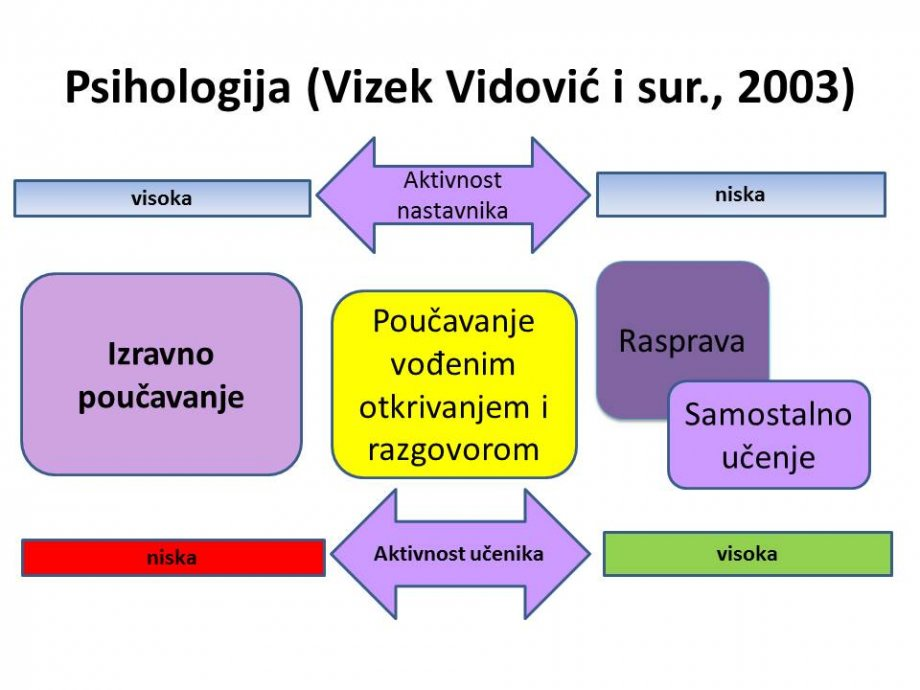 Psihologija (Vizek Vidović i sur., 2003)
visoka
Aktivnost
nastavnika
niska
Izravno
poučavanje
Poučavanje
vođenim
otkrivanjem i
razgovorom
Rasprava
Samostalno
učenje
niska
Aktivnost učenika
visoka